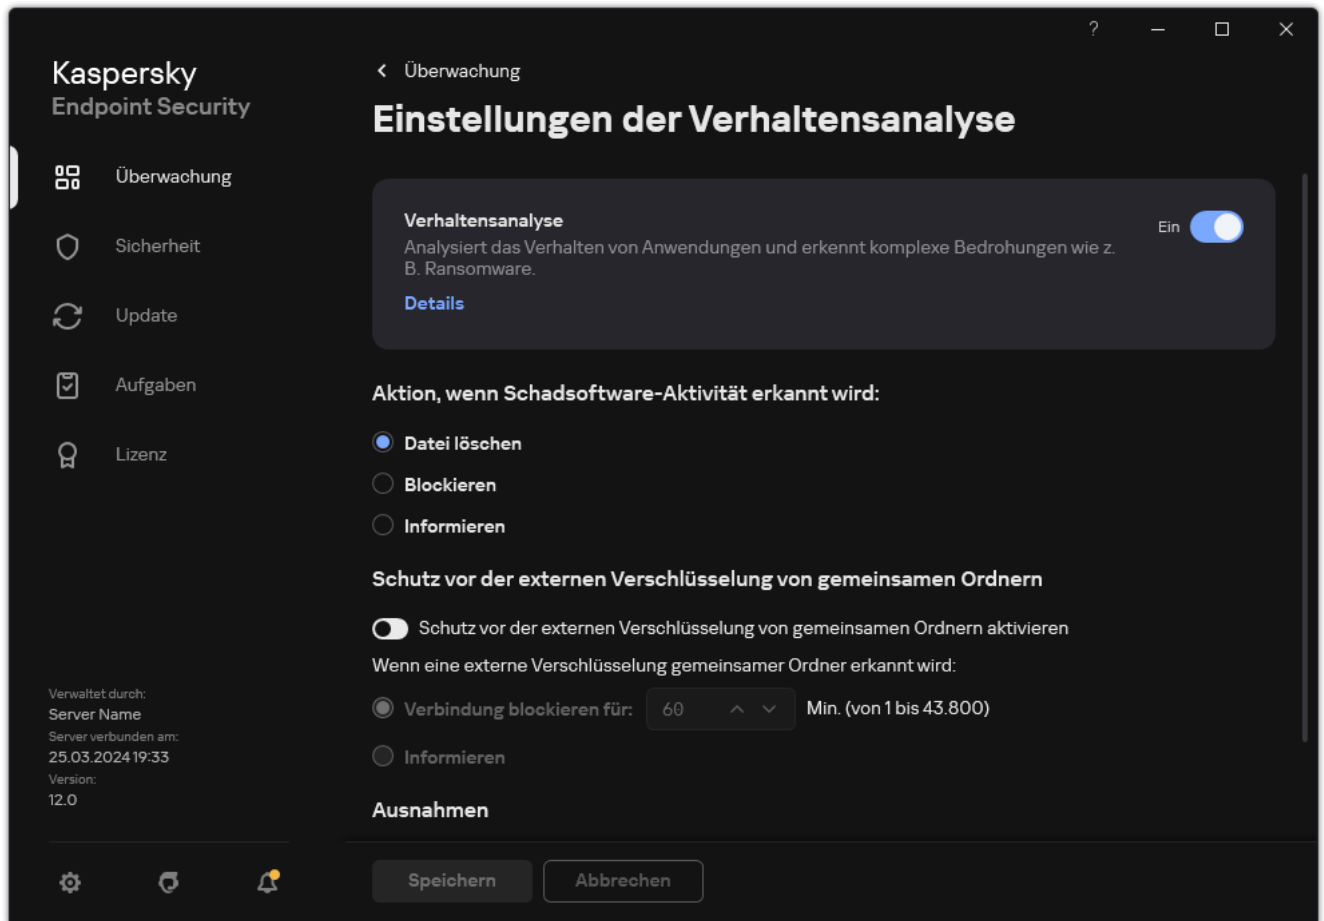 ?
Kaspersky
Endpoint Security
Überwachung
Sicherheit
Update
Aufgaben
Lizenz
Verwaltet durch:
Server Name
Server verbunden am:
25.03.2024 19:33
Version:
12.0
Überwachung
Einstellungen der Verhaltensanalyse
Verhaltensanalyse
Analysiert das Verhalten von Anwendungen und erkennt komplexe Bedrohungen wie z.
B. Ransomware.
Details
Ein
Aktion, wenn Schadsoftware-Aktivität erkannt wird:
Datei löschen
Blockieren
Informieren
Schutz vor der externen Verschlüsselung von gemeinsamen Ordnern
Schutz vor der externen Verschlüsselung von gemeinsamen Ordnern aktivieren
Wenn eine externe Verschlüsselung gemeinsamer Ordner erkannt wird:
Verbindung blockieren für: 60 Min. (von 1 bis 43.800)
Informieren
Ausnahmen
Speichern Abbrechen